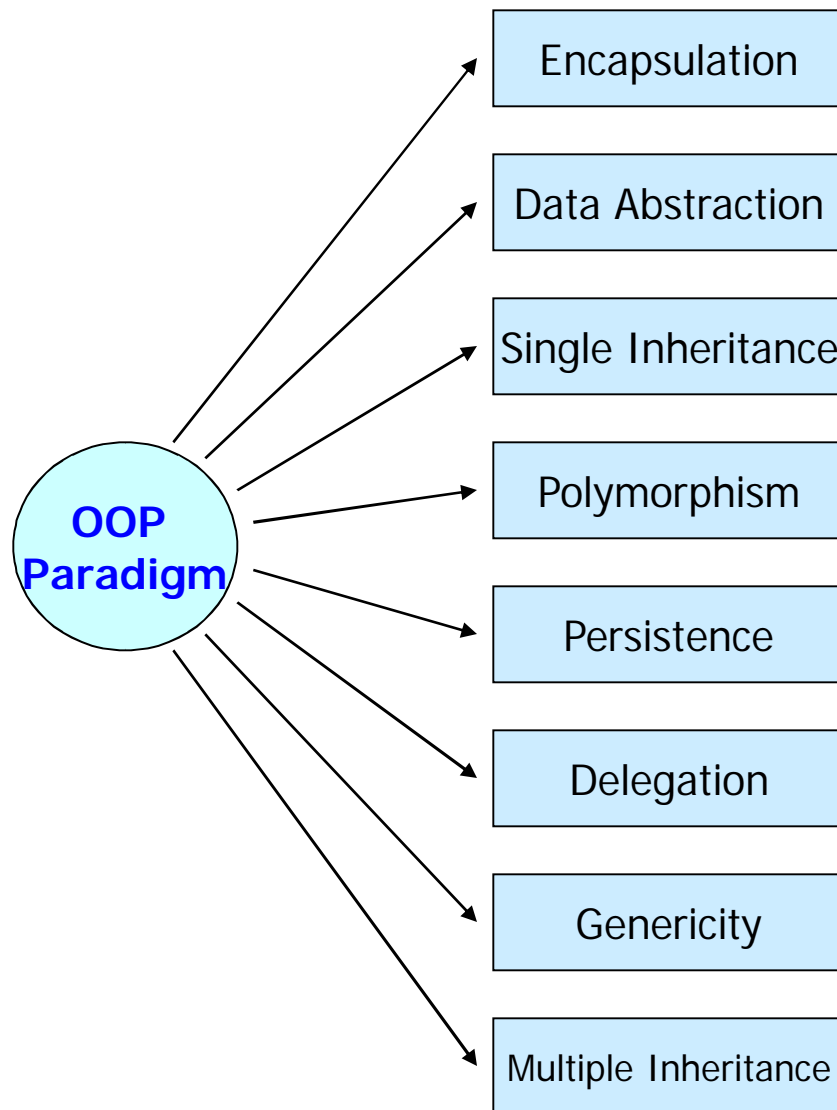 Encapsulation
Data Abstraction
Single Inheritance
Polymorphism
OOP
Paradigm
Persistence
Delegation
Genericity
Multiple Inheritance